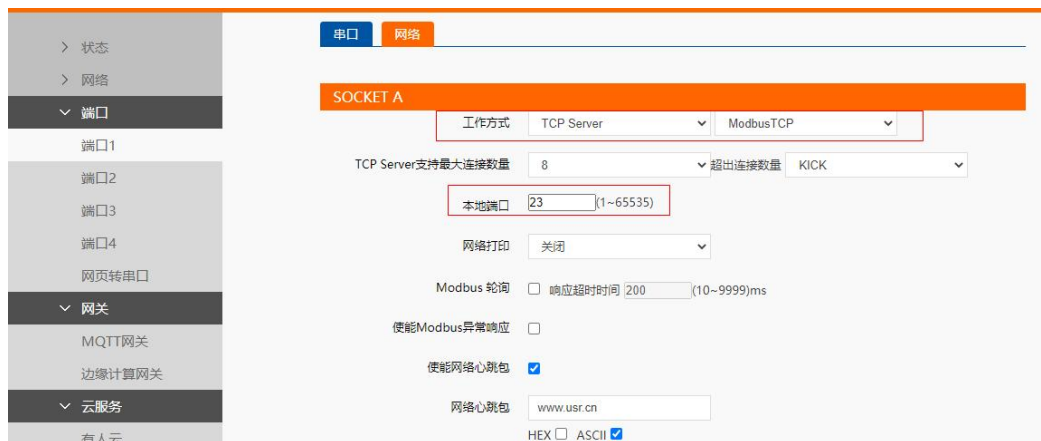 状态
网络
端口
端口1
端口2
端口3
端口4
网页转串口
网关
MQTT网关
边缘计算网关
云服务
有人云
串口 网络
SOCKET A
工作方式 TCP Server ModbusTCP
TCP Server支持最大连接数量 8 超出连接数量 KICK
本地端口 23 (1~65535)
网络打印 关闭
Modbus 轮询 响应超时时间 200 (10~9999)ms
使能Modbus异常响应
使能网络心跳包
网络心跳包 www.usr.cn
HEX ASCII